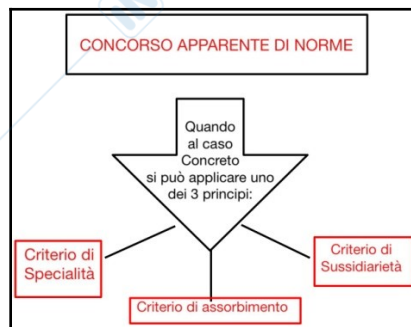 CONCORSO APPARENTE DI NORME
Quando
al caso
Concreto
si può applicare uno
dei 3 principi:
Criterio di
Specialità
Criterio di
Sussidiarietà
Criterio di assorbimento